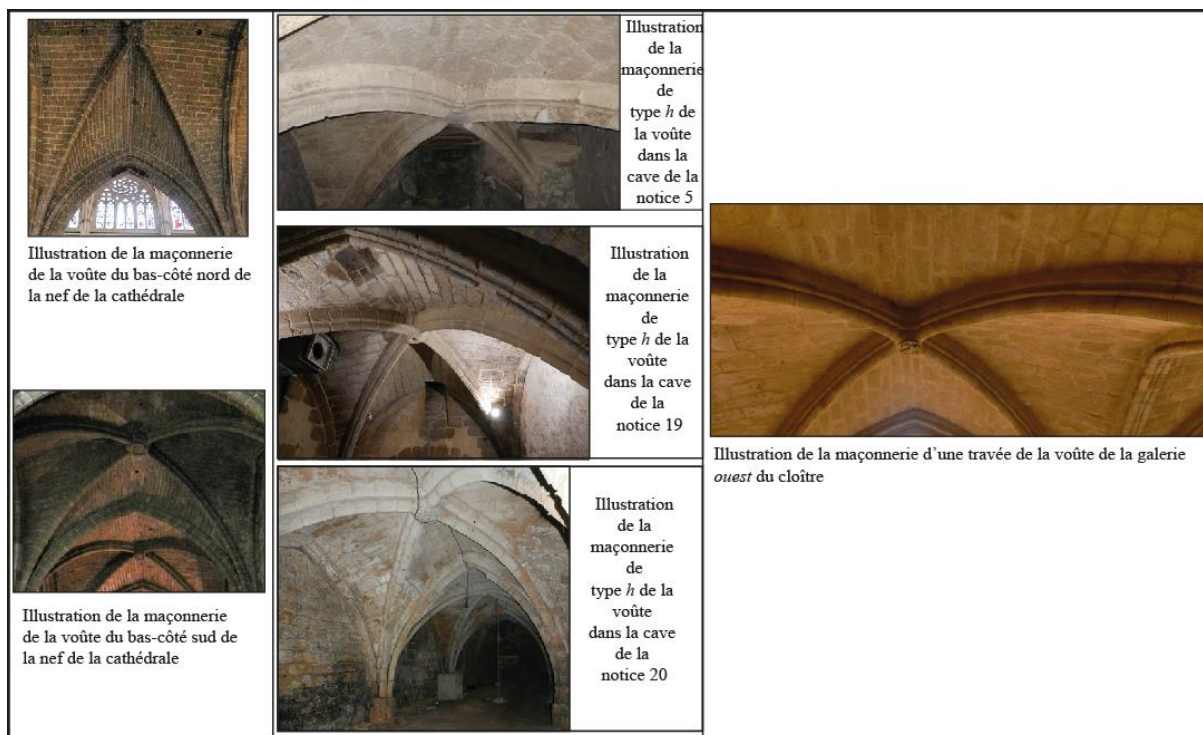 Illustration de la maçonnerie
de la voûte du bas-côté nord de
la nef de la cathédrale
Illustration de la maçonnerie
de la voûte du bas-côté sud de
la nef de la cathédrale
Illustration
de la
maçonnerie
de
type h de
la voûte
dans la
cave de la
notice 5
Illustration
de la
maçonnerie
de
type h de la
voûte
dans la cave
de la
notice 19
Illustration
de la
maçonnerie
de
type h de la
voûte
dans la cave
de la
notice 20
Illustration de la maçonnerie d’une travée de la voûte de la galerie
ouest du cloître